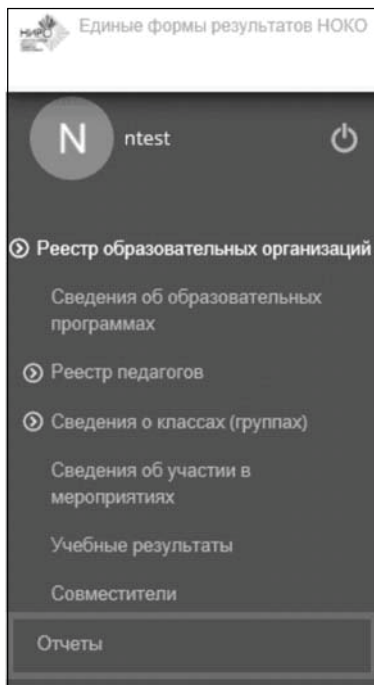 НИРО
Единые формы результатов НОКО
N
ntest
Реестр образовательных организаций
Сведения об образовательных
программах
Реестр педагогов
Сведения о классах (группах)
Сведения об участии в
мероприятиях
Учебные результаты
Совместители
Отчеты